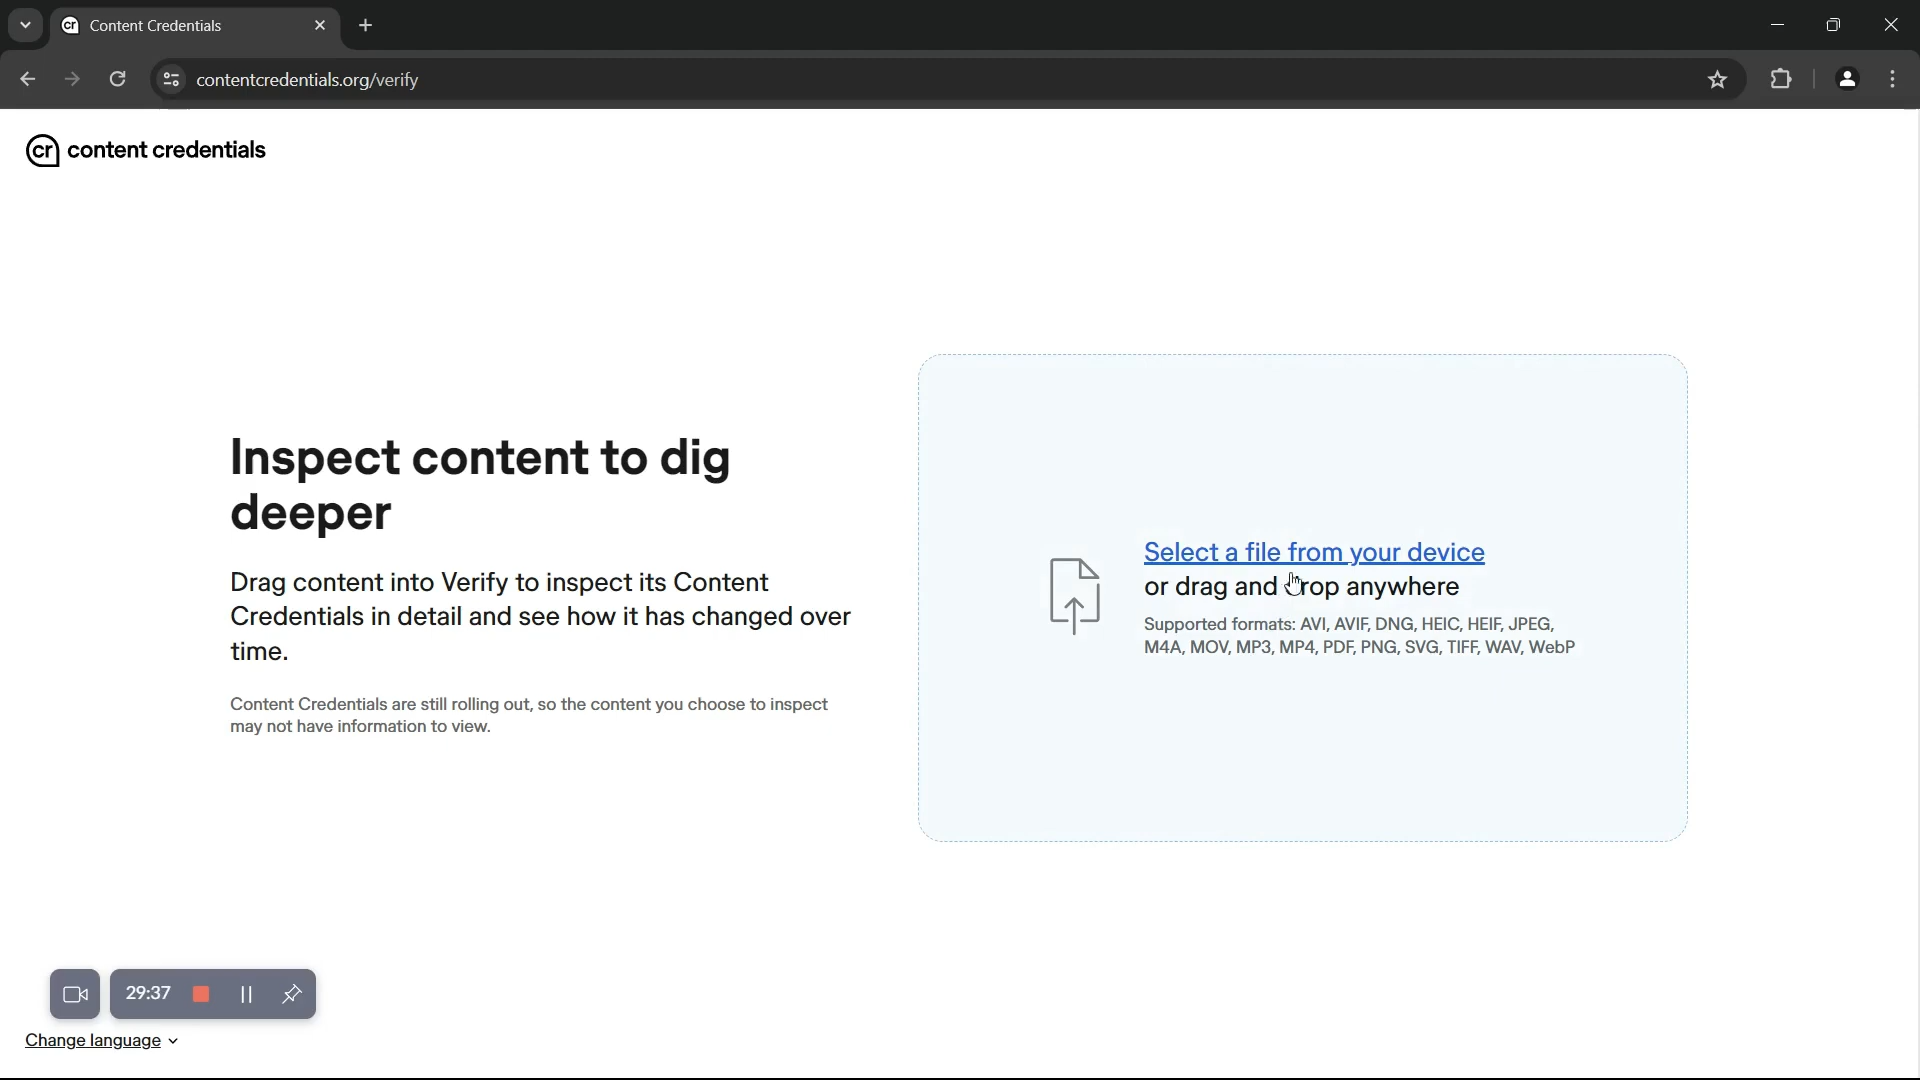 Content Credentials
contentcredentials.org/verify
cr content credentials
Inspect content to dig
deeper
Drag content into Verify to inspect its Content
Credentials in detail and see how it has changed over
time.
Content Credentials are still rolling out, so the content you choose to inspect
may not have information to view.
Select a file from your device
or drag and drop anywhere
Supported formats: AVI, AVIF, DNG, HEIC, HEIF, JPEG,
M4A, MOV, MP3, MP4, PDF, PNG, SVG, TIFF, WAV, WebP
29:37
Change language